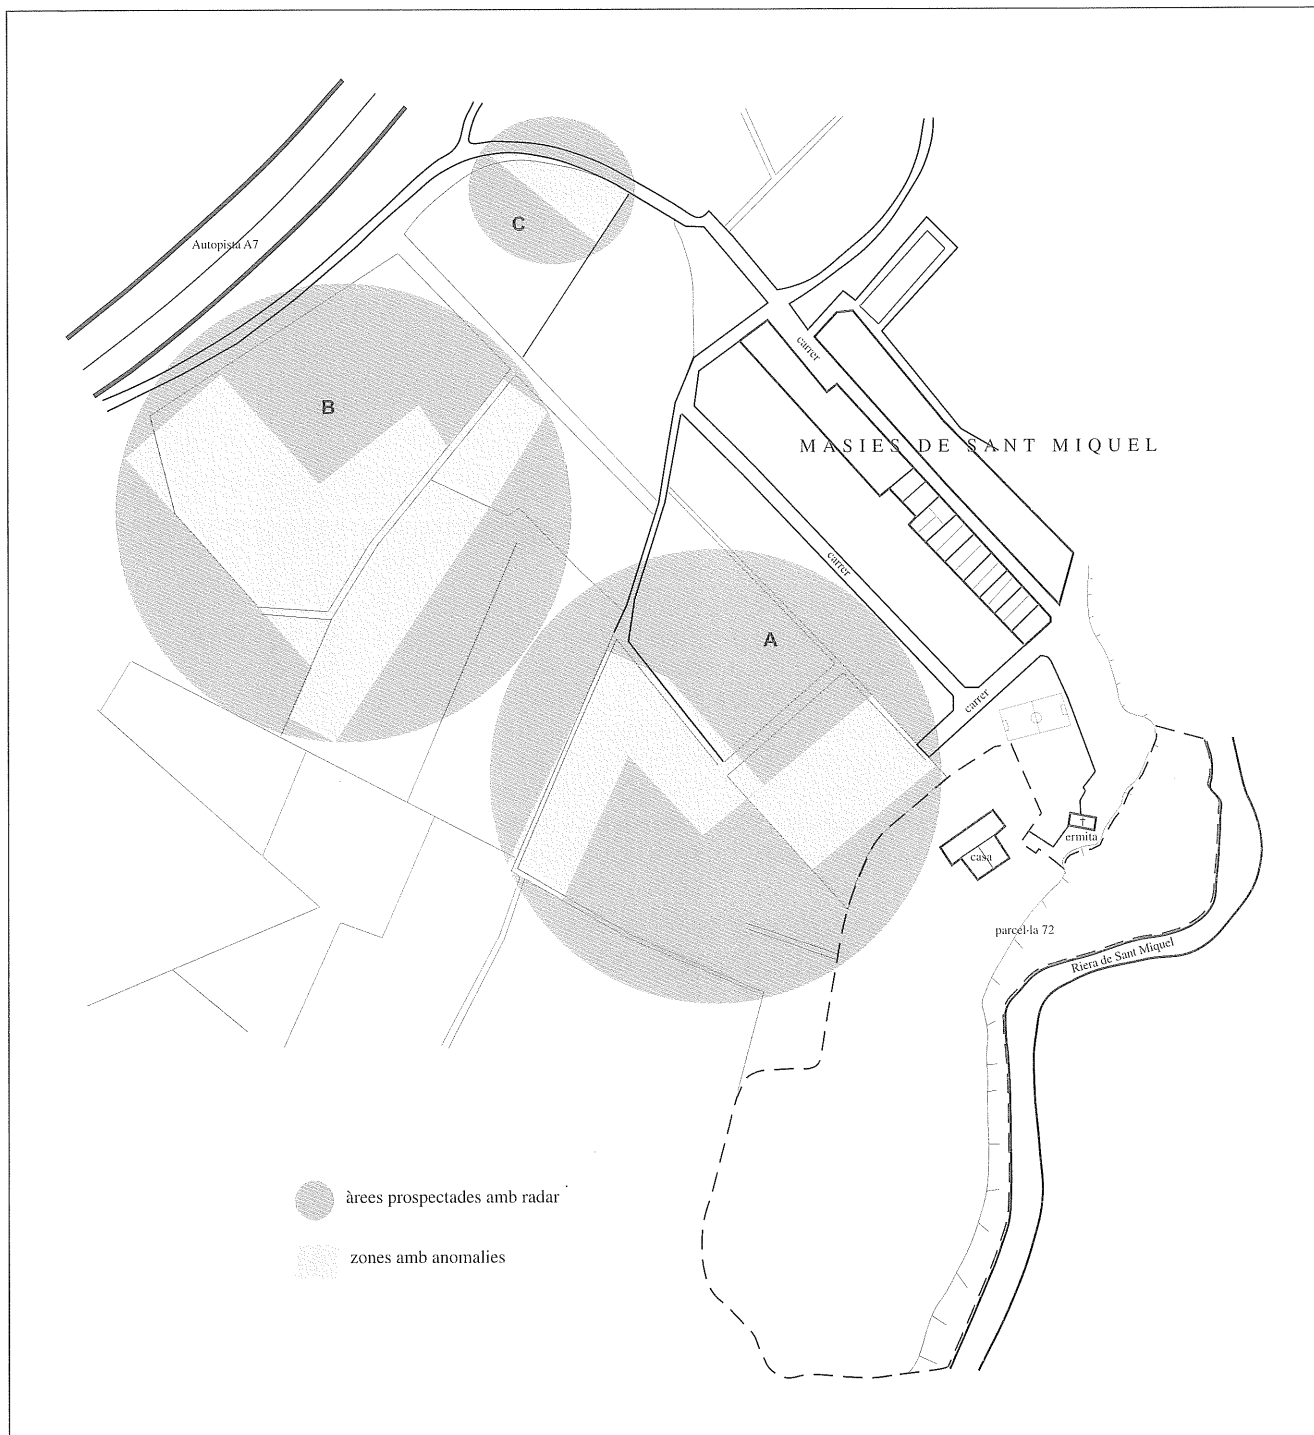 C
Autopista A7
carrer
B
MASIES DE SANT MIQUEL
carrer
A
carrer
ermita
casa
parcel·la 72
Riera de Sant Miquel
àrees prospectades amb radar
zones amb anomalies